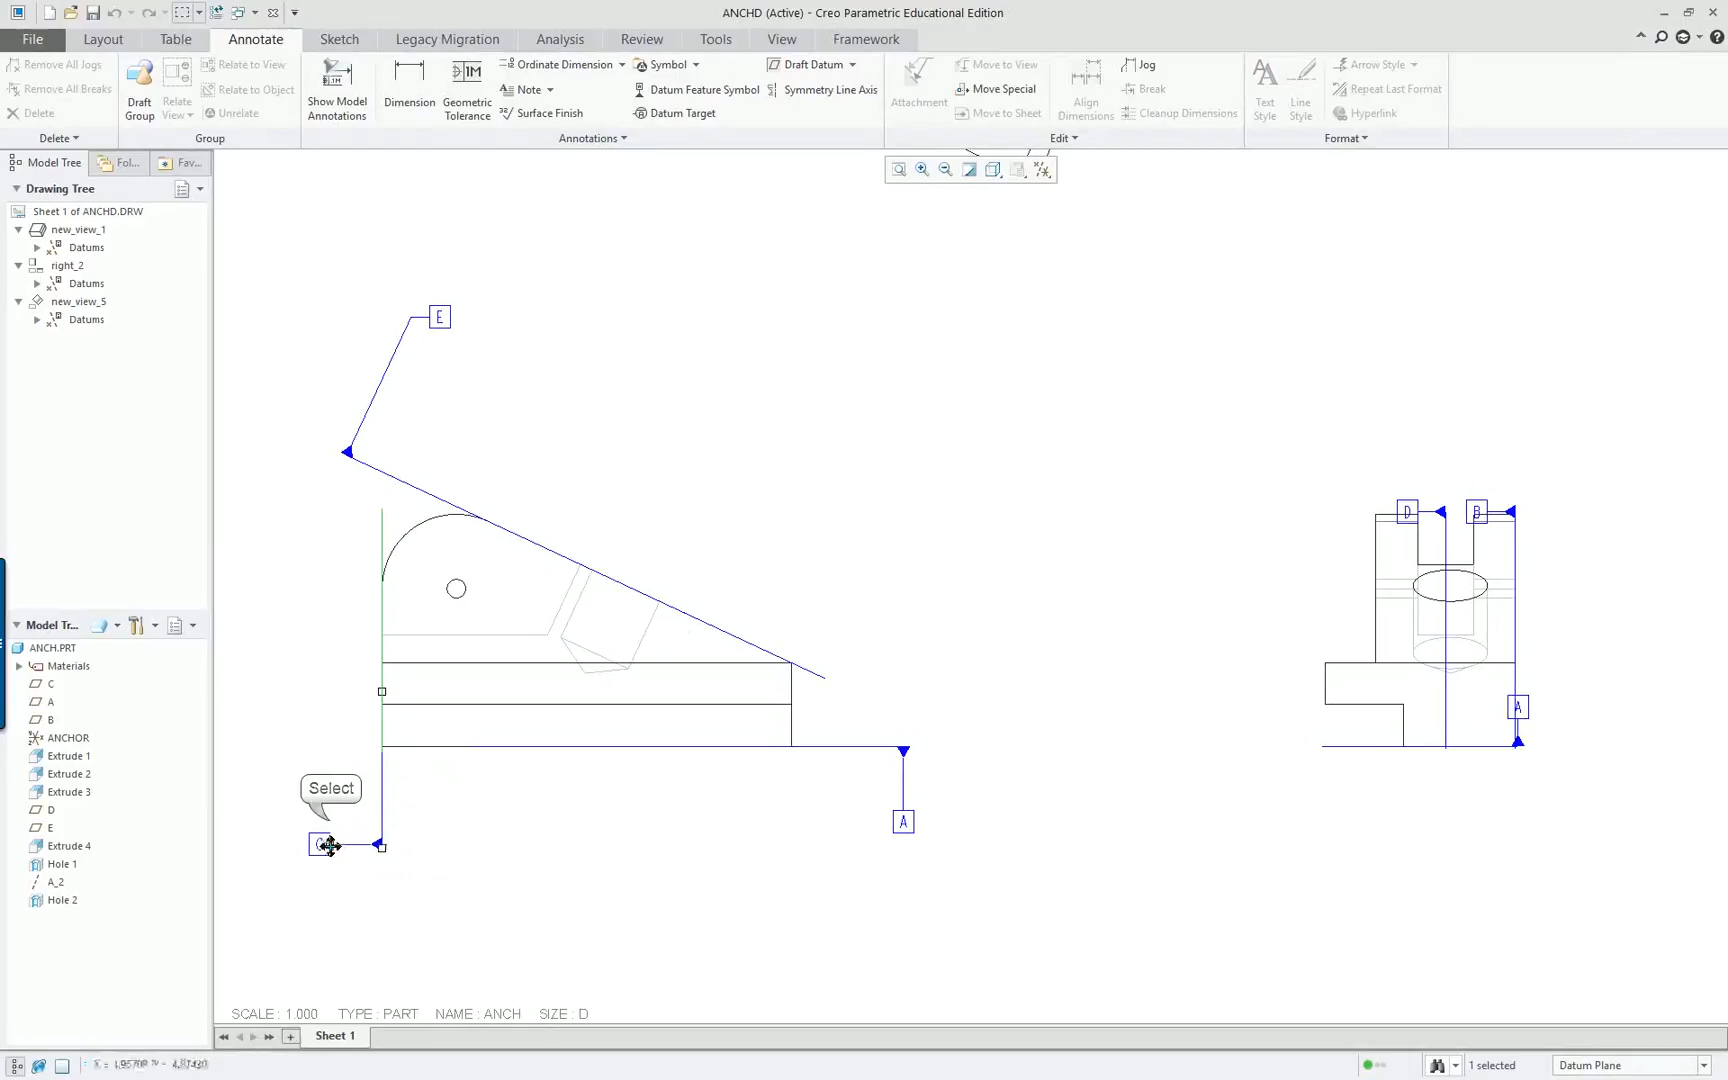 ANCHD (Active) - Creo Parametric Educational Edition
File Layout Table Annotate Sketch Legacy Migration Analysis Review Tools View Framework
Remove All Jogs
Remove All Breaks
Delete
Delete
Draft Group
Relate View
Relate to View
Relate to Object
Unrelate
Group
Show Model Annotations
Dimension
Geometric Tolerance
Ordinate Dimension
Note
Surface Finish
Symbol
Datum Feature Symbol
Datum Target
Draft Datum
Symmetry Line Axis
Annotations
Attachment
Move to View
Move Special
Move to Sheet
Align Dimensions
Jog
Break
Cleanup Dimensions
Edit
Text Style
Line Style
Arrow Style
Repeat Last Format
Hyperlink
Format
Model Tree Fol... Fav...
Drawing Tree
Sheet 1 of ANCHD.DRW
new_view_1
Datums
right_2
Datums
new_view_5
Datums
Model Tr...
ANCH.PRT
Materials
C
A
B
ANCHOR
Extrude 1
Extrude 2
Extrude 3
D
E
Extrude 4
Hole 1
A_2
Hole 2
E
D B
A
Select
A
C
SCALE : 1.000 TYPE : PART NAME : ANCH SIZE : D
Sheet 1
1 selected Datum Plane